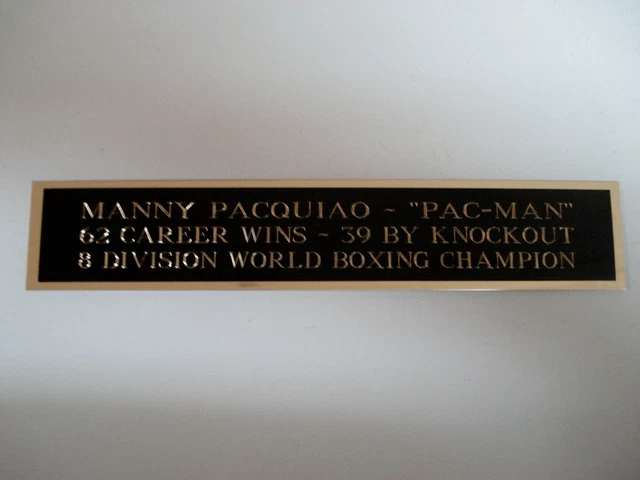 MANNY PACQUIAO ~ "PAC-MAN"
62 CAREER WINS ~ 39 BY KNOCKOUT
8 DIVISION WORLD BOXING CHAMPION